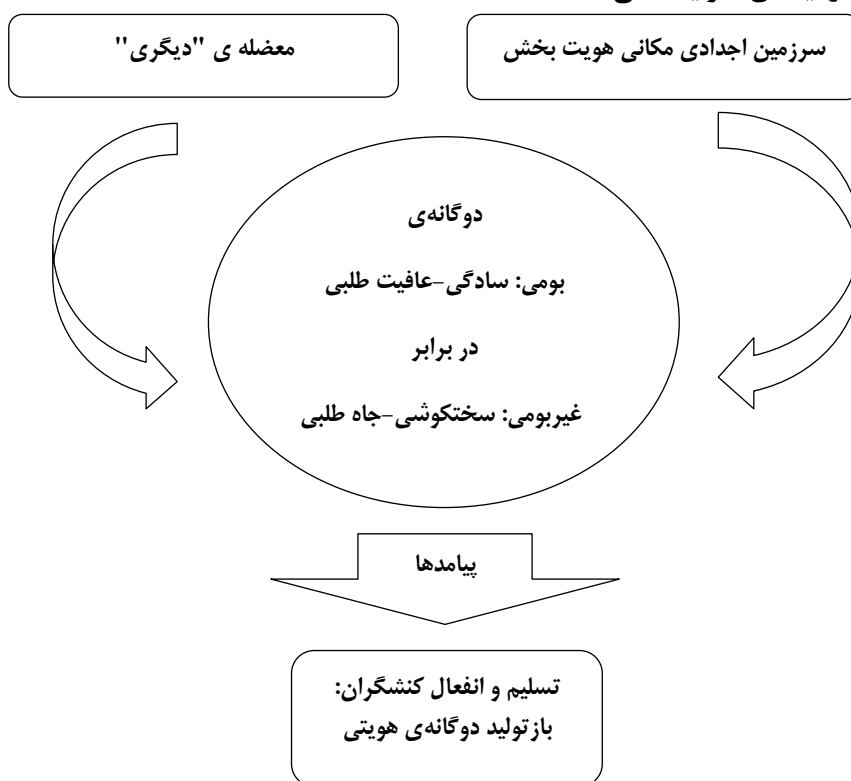 سرزمین اجدادی مکانی هویت بخش
معضله ی "دیگری"
دوگانه‌ی
بومی: سادگی-عافیت طلبی
در برابر
غیربومی: سختکوشی-جاه طلبی
پیامدها
تسلیم و انفعال کنشگران:
بازتولید دوگانه‌ی هویتی